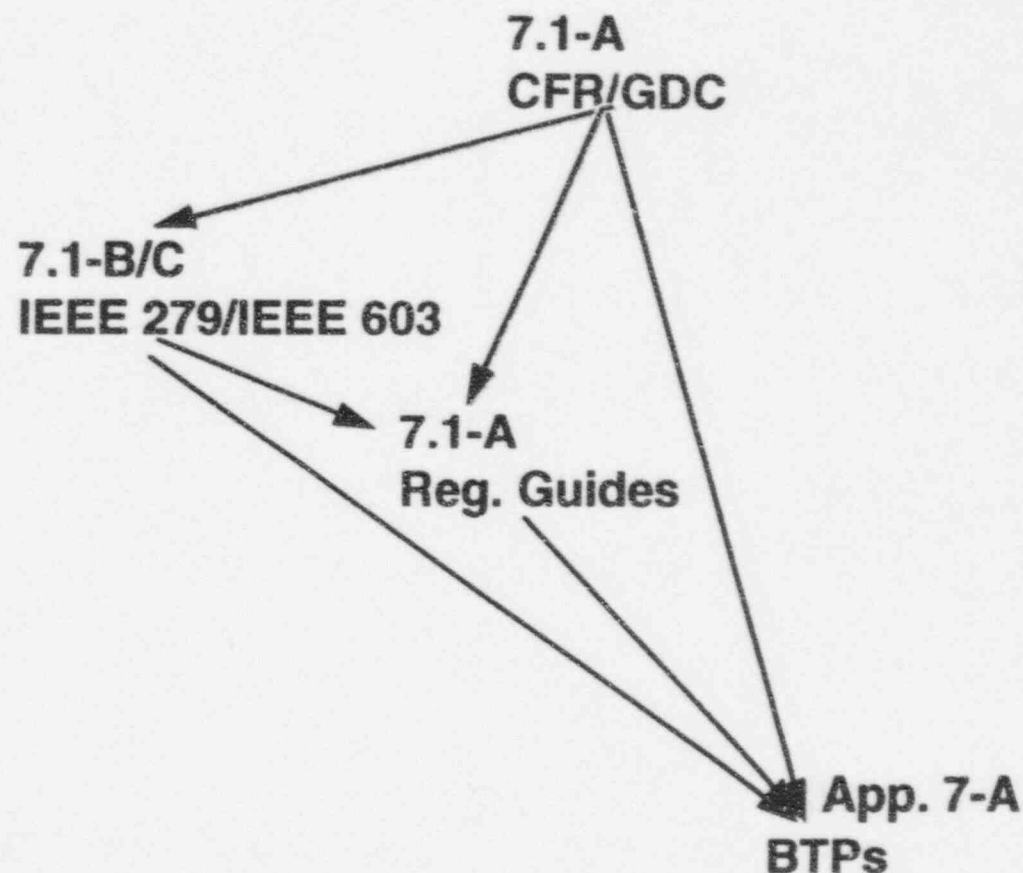 7.1-A
CFR/GDC
7.1-B/C
IEEE 279/IEEE 603
7.1-A
Reg. Guides
App. 7-A
BTPs